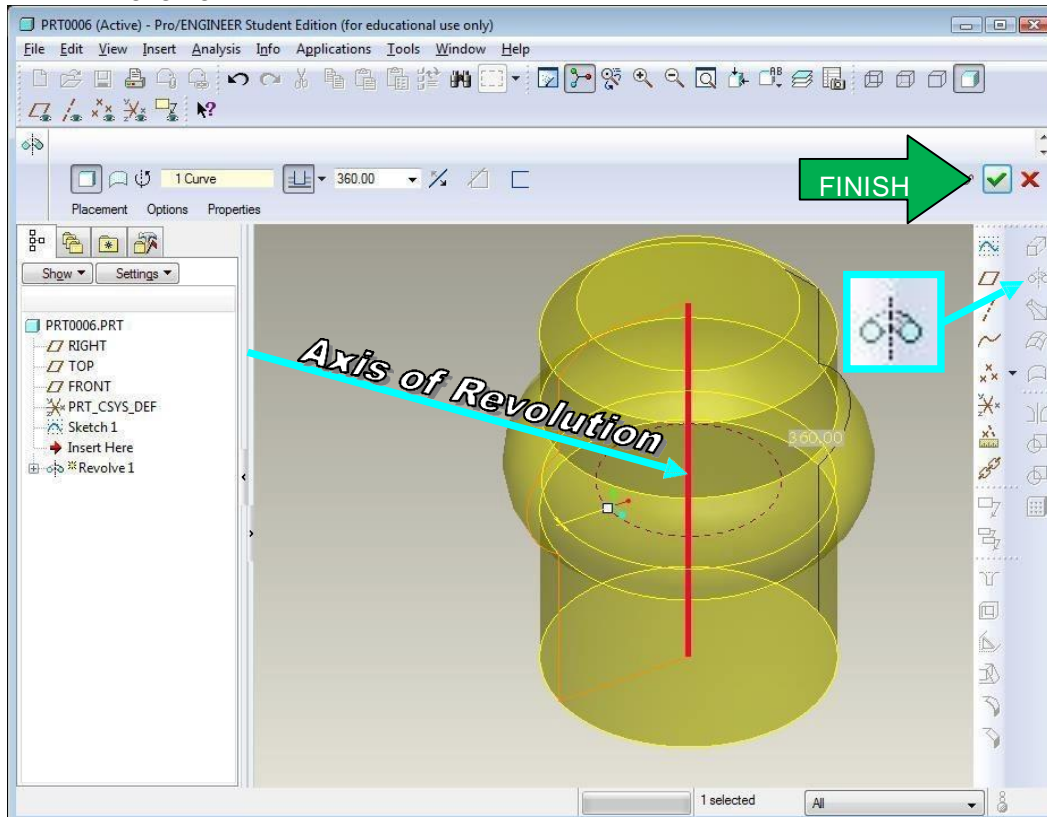 PRT0006 (Active) - Pro/ENGINEER Student Edition (for educational use only)
File Edit View Insert Analysis Info Applications Tools Window Help
1 Curve 360.00
FINISH
Placement Options Properties
Show Settings
PRT0006.PRT
RIGHT
TOP
FRONT
PRT_CSYS_DEF
Sketch 1
Insert Here
Revolve 1
Axis of Revolution
360.00
1 selected All